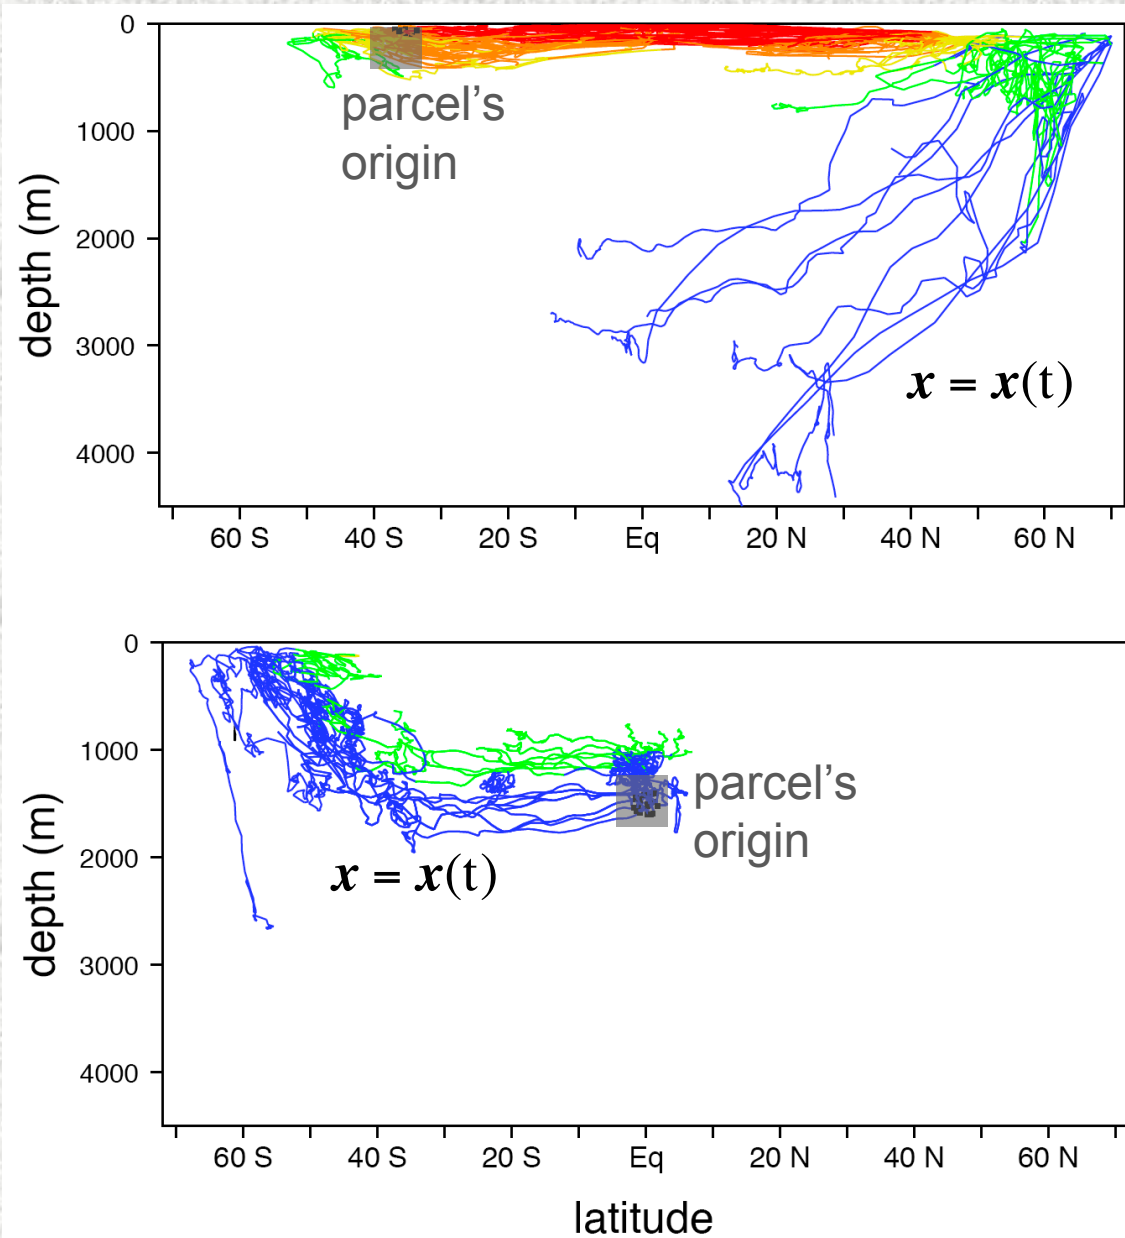 0
1000
2000
3000
4000
depth (m)
parcel's
origin
x = x(t)
60 S 40 S 20 S Eq 20 N 40 N 60 N
0
1000
2000
3000
4000
depth (m)
parcel's
origin
x = x(t)
60 S 40 S 20 S Eq 20 N 40 N 60 N
latitude